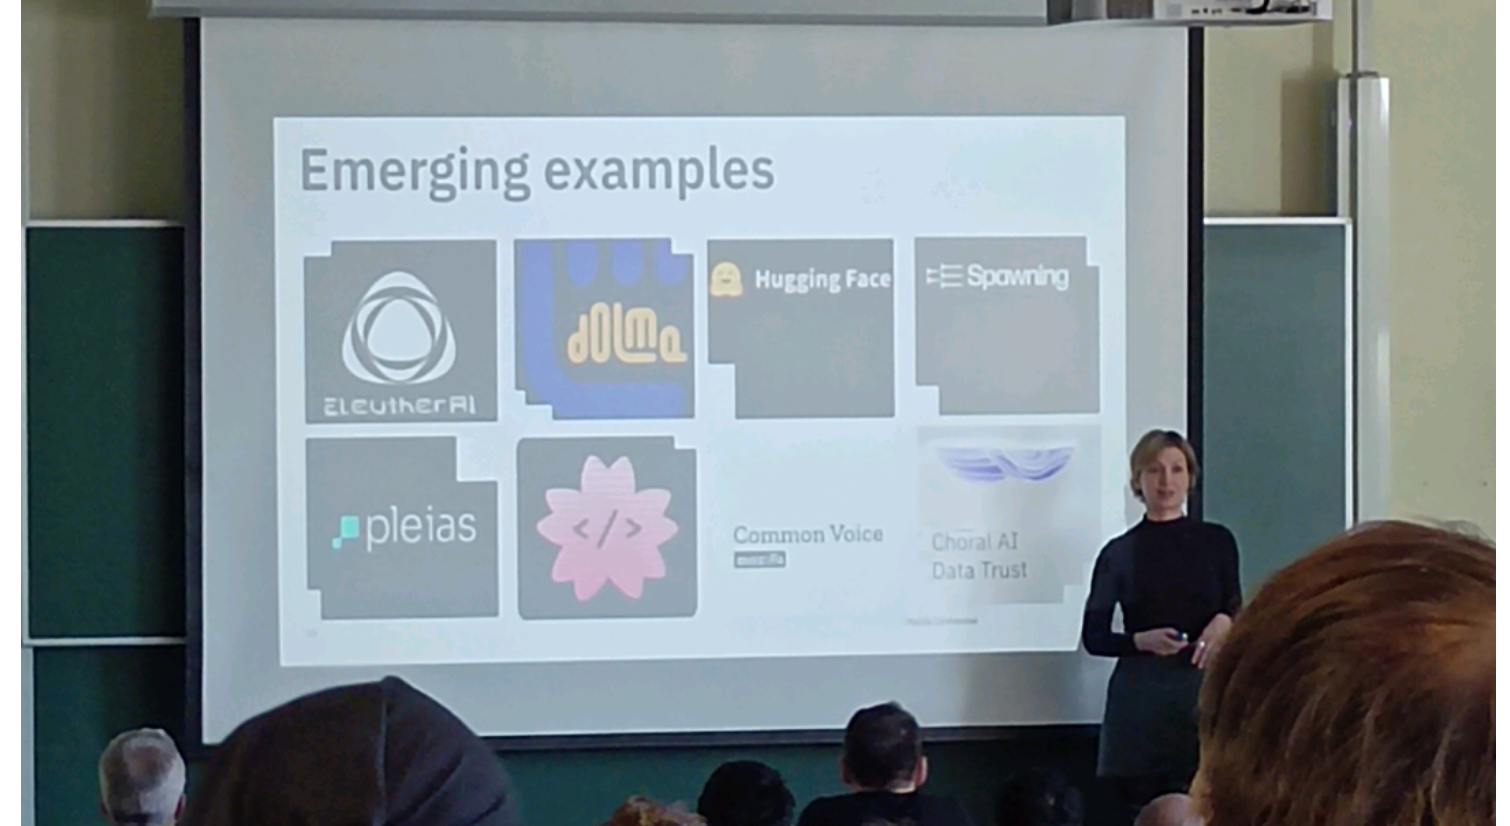 Emerging examples
EleutherAI
dolma
Hugging Face
Spawning
pleias
</>
Common Voice
mozilla
Choral AI
Data Trust